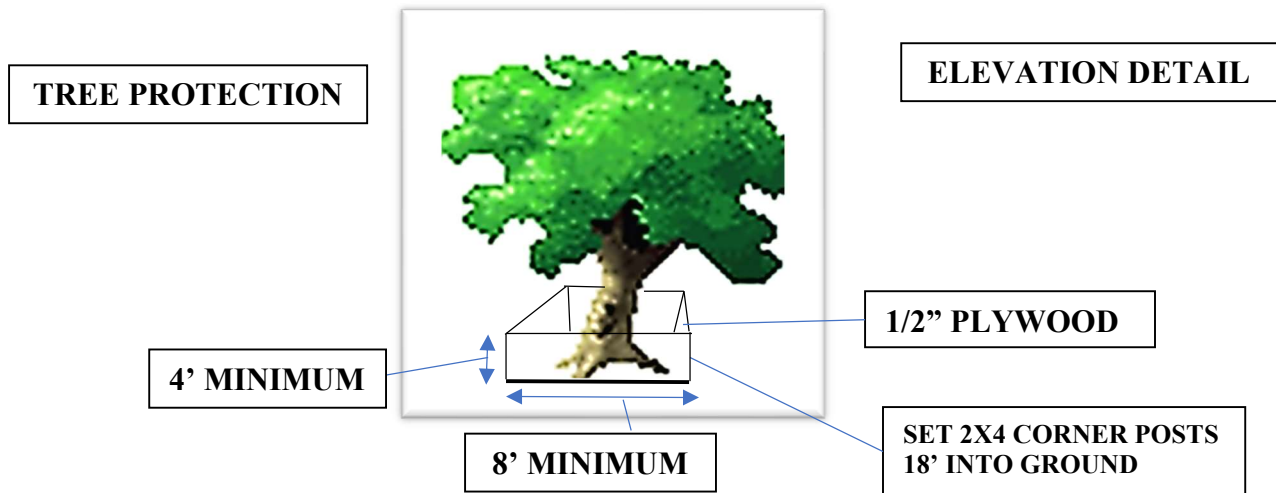 TREE PROTECTION
ELEVATION DETAIL
1/2” PLYWOOD
4’ MINIMUM
8’ MINIMUM
SET 2X4 CORNER POSTS
18’ INTO GROUND